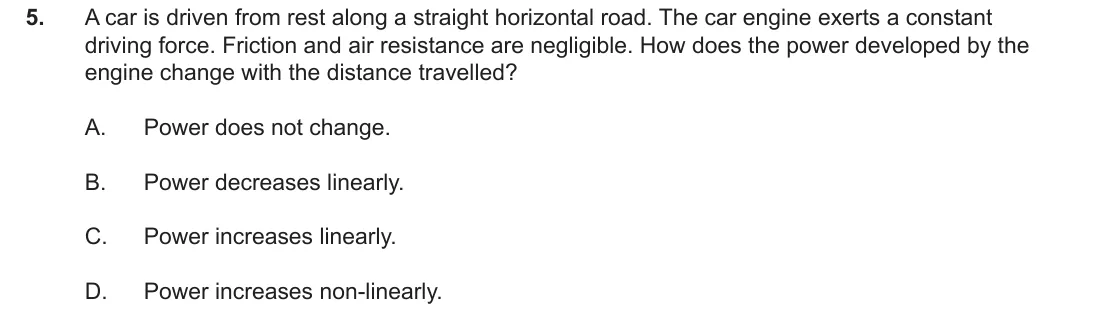 5. A car is driven from rest along a straight horizontal road. The car engine exerts a constant
driving force. Friction and air resistance are negligible. How does the power developed by the
engine change with the distance travelled?
A. Power does not change.
B. Power decreases linearly.
C. Power increases linearly.
D. Power increases non-linearly.